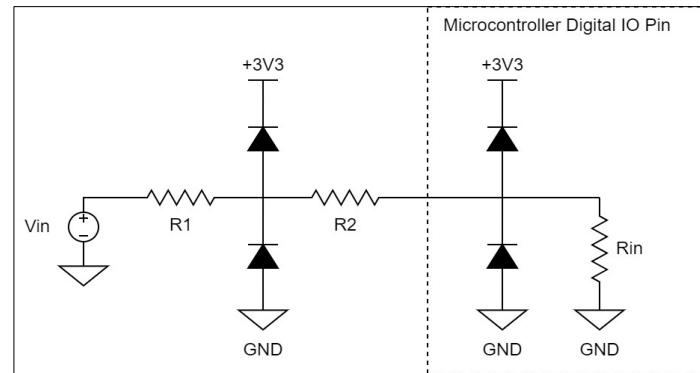 Microcontroller Digital IO Pin
+3V3
+3V3
Vin
+
−
R1
R2
Rin
GND
GND
GND